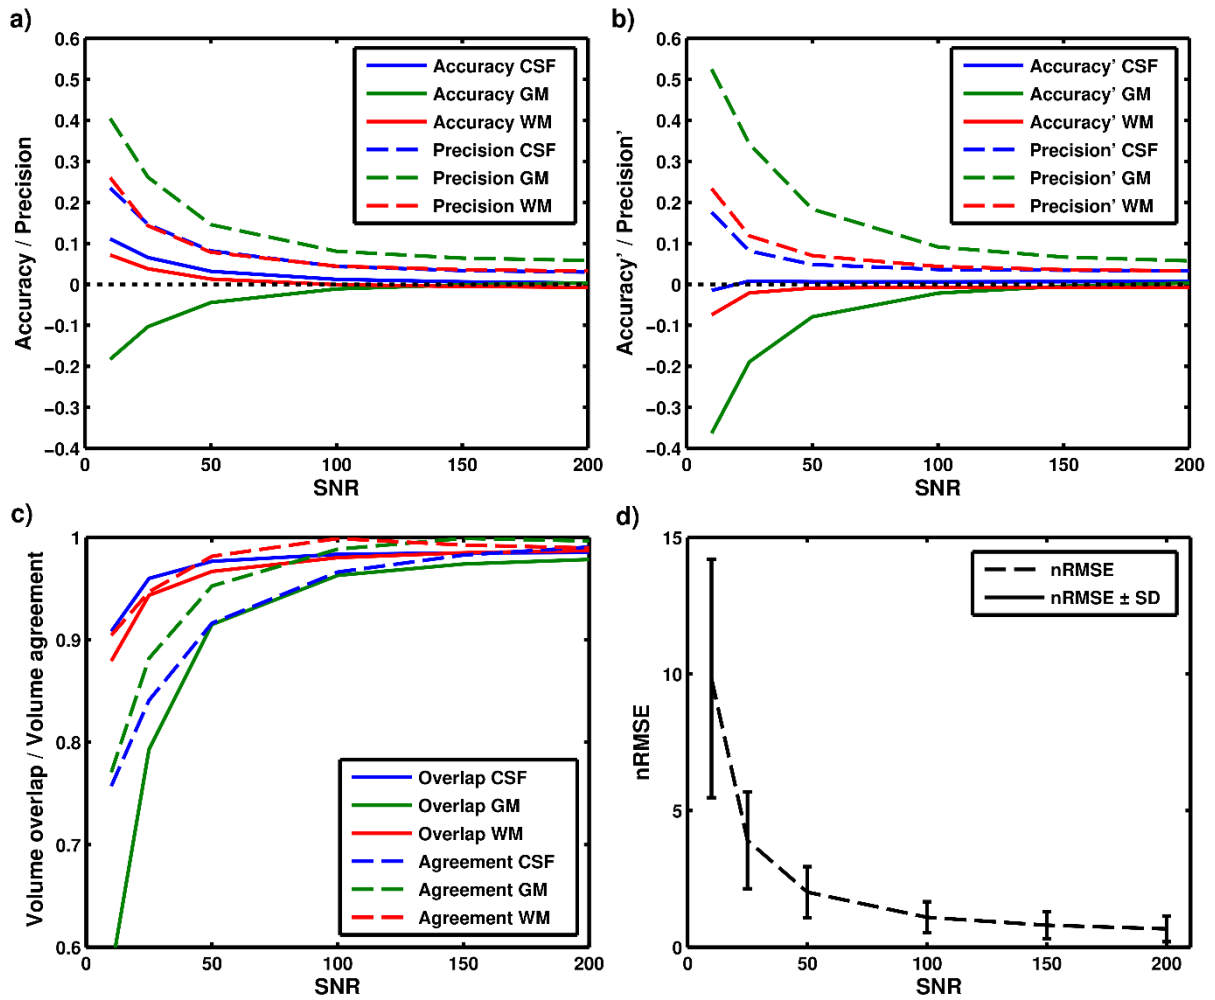 a)
0.6
0.5
0.4
0.3
0.2
0.1
0
−0.1
−0.2
−0.3
−0.4
Accuracy / Precision
Accuracy CSF
Accuracy GM
Accuracy WM
Precision CSF
Precision GM
Precision WM
0 50 100 150 200
SNR
b)
0.6
0.5
0.4
0.3
0.2
0.1
0
−0.1
−0.2
−0.3
−0.4
Accuracy' / Precision'
Accuracy' CSF
Accuracy' GM
Accuracy' WM
Precision' CSF
Precision' GM
Precision' WM
0 50 100 150 200
SNR
c)
1
0.9
0.8
0.7
0.6
Volume overlap / Volume agreement
Overlap CSF
Overlap GM
Overlap WM
Agreement CSF
Agreement GM
Agreement WM
0 50 100 150 200
SNR
d)
15
10
5
0
nRMSE
nRMSE
nRMSE ± SD
0 50 100 150 200
SNR